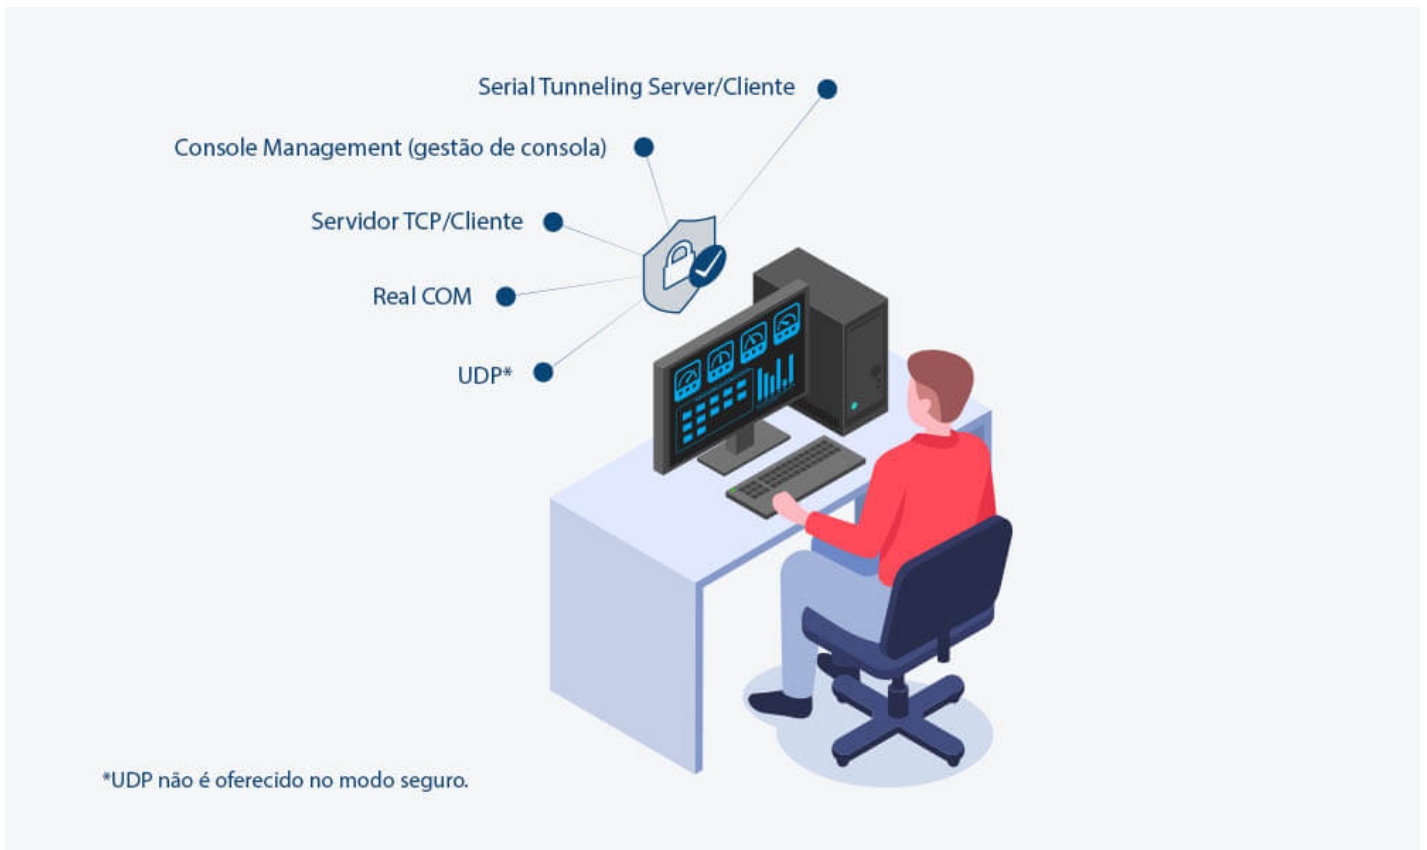 Serial Tunneling Server/Cliente
Console Management (gestão de consola)
Servidor TCP/Cliente
Real COM
UDP*
*UDP não é oferecido no modo seguro.